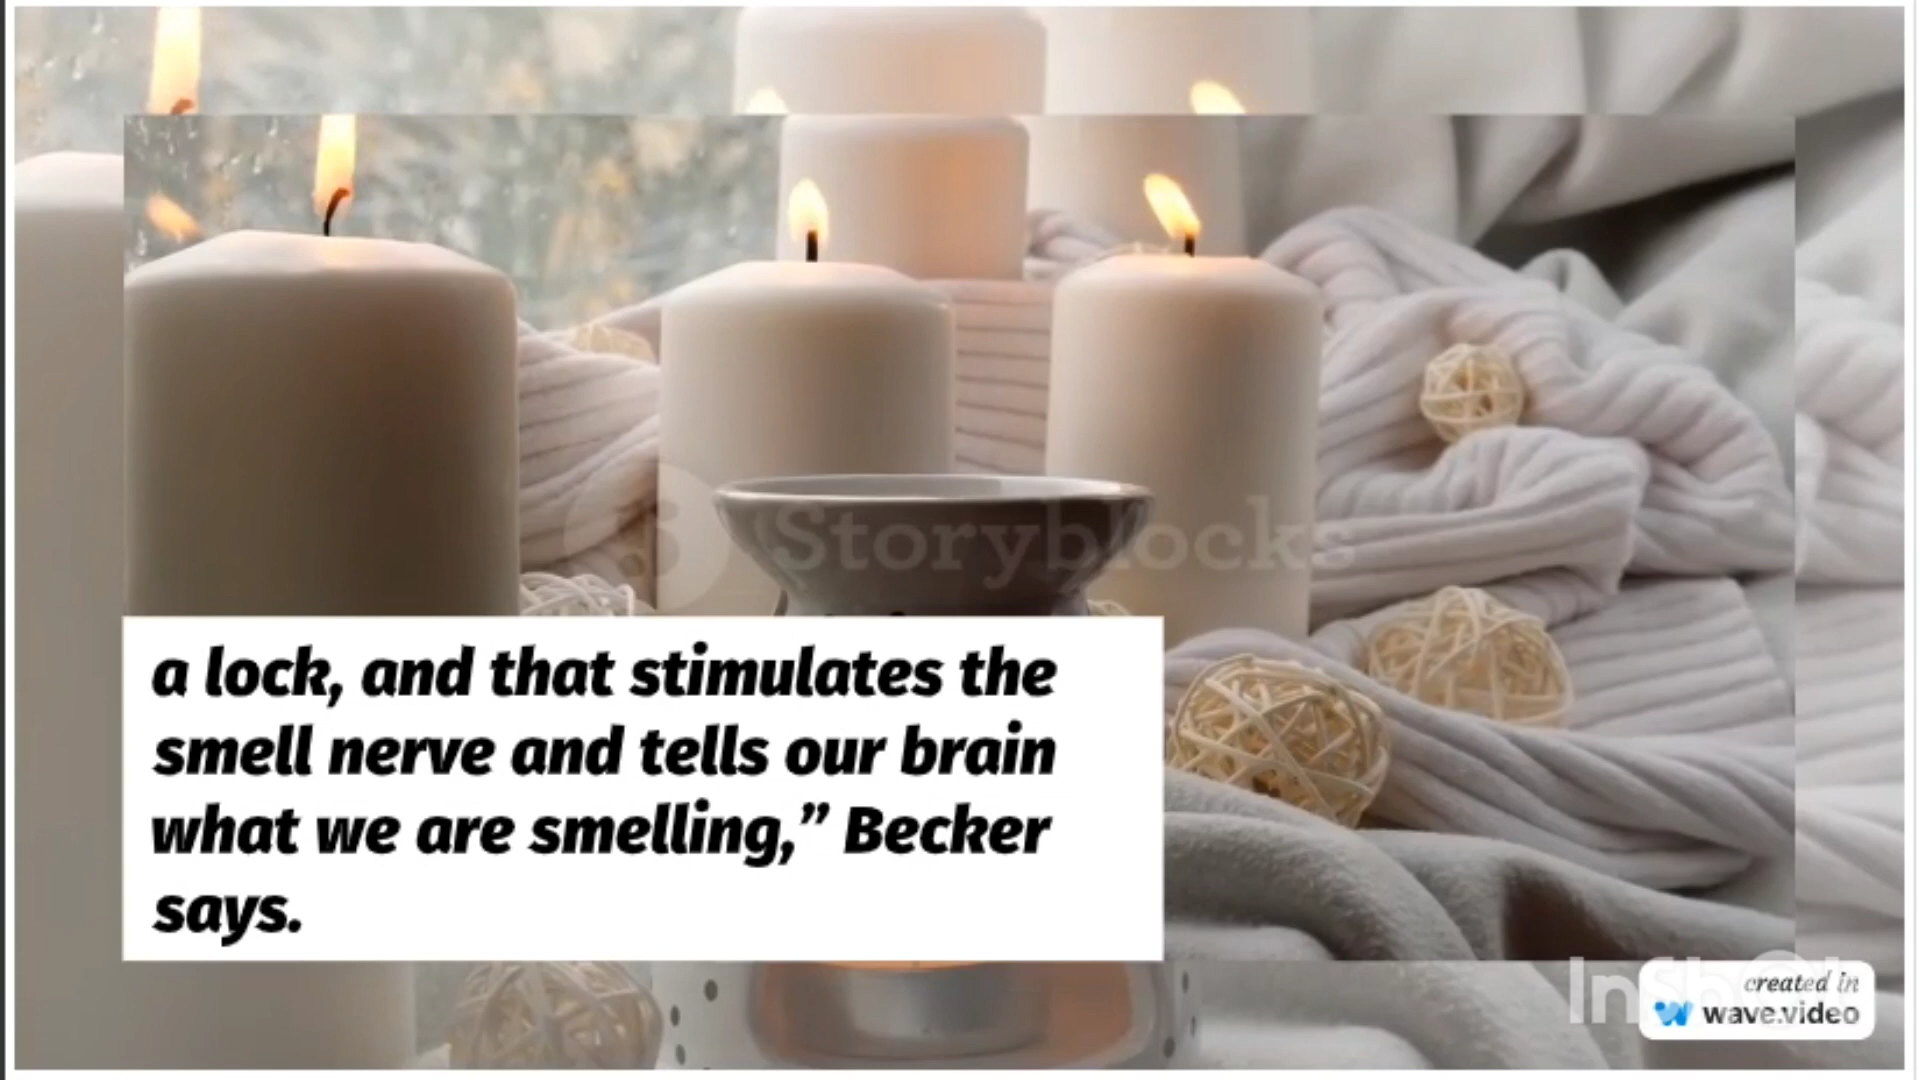 Storyblocks
a lock, and that stimulates the
smell nerve and tells our brain
what we are smelling,” Becker
says.
InShot
created in
wave.video